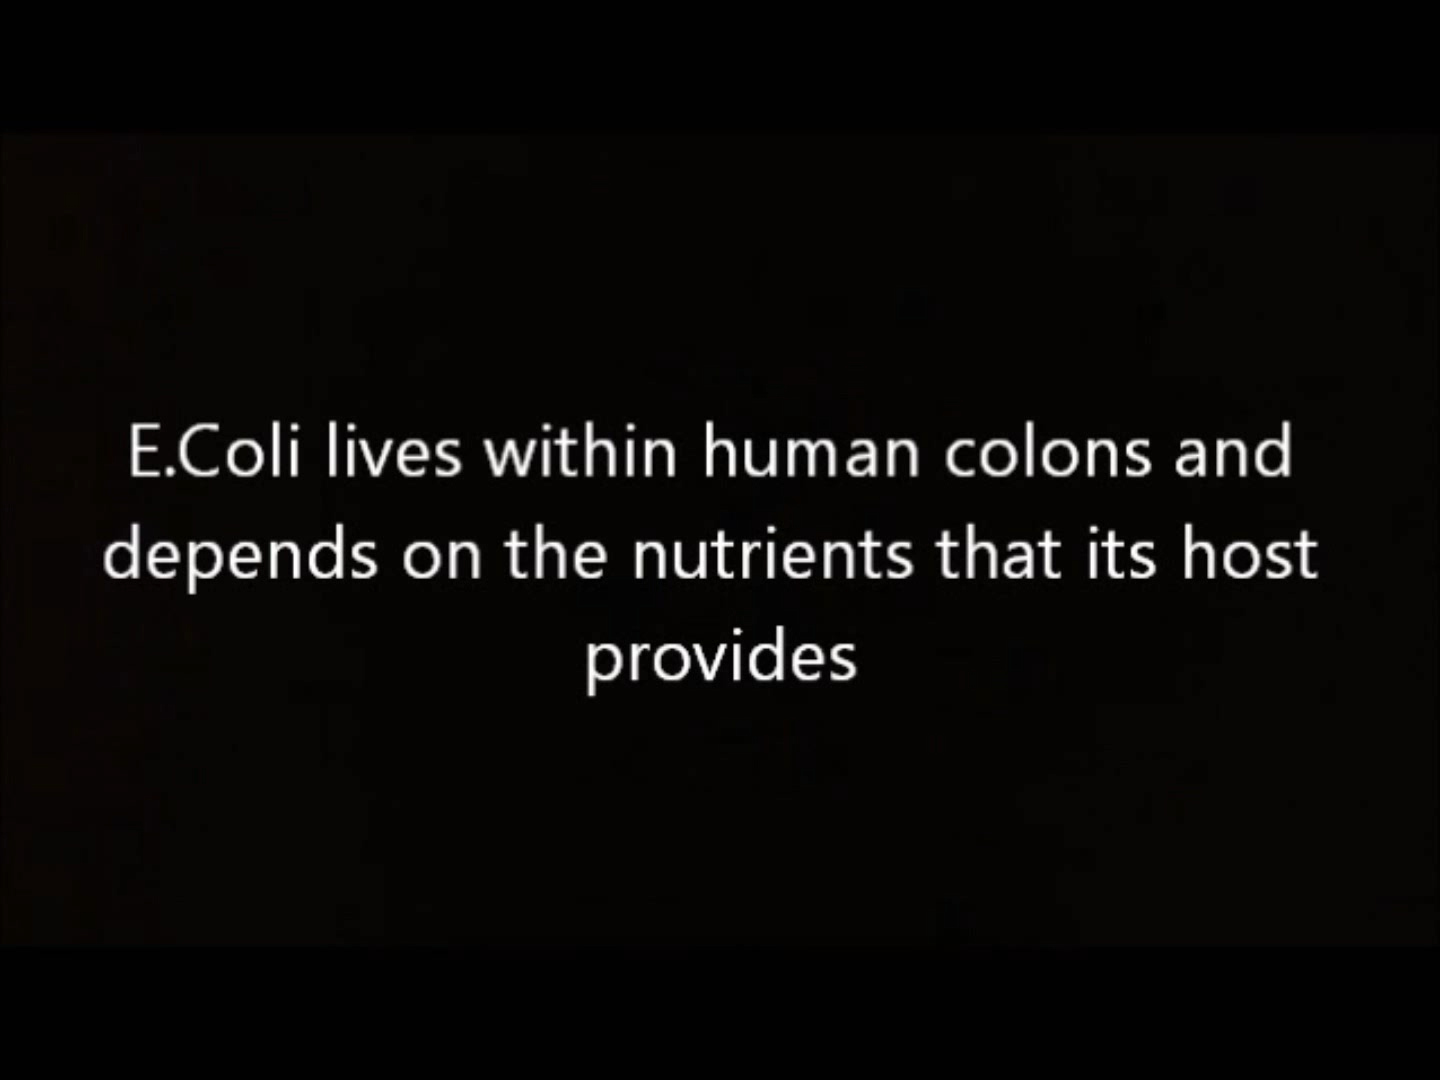 E.Coli lives within human colons and
depends on the nutrients that its host
provides